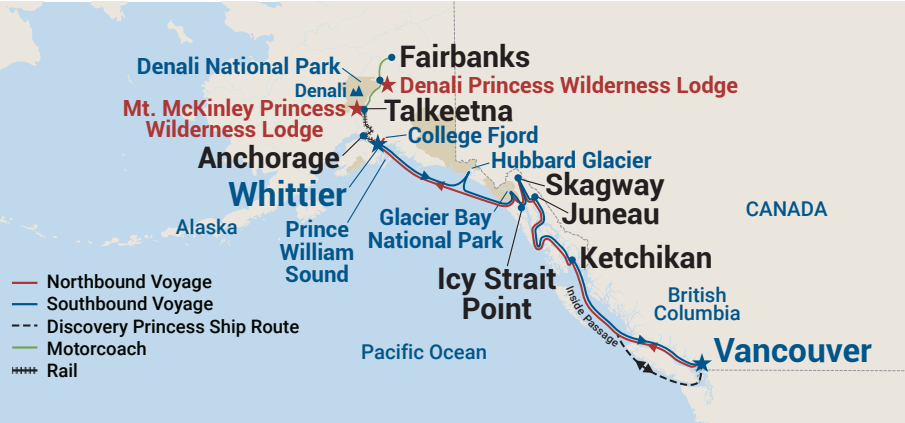 Fairbanks
Denali National Park
Denali
Denali Princess Wilderness Lodge
Mt. McKinley Princess
Wilderness Lodge
Talkeetna
College Fjord
Anchorage
Hubbard Glacier
Whittier
Skagway
Juneau
Alaska
Prince
William
Sound
Glacier Bay
National Park
CANADA
Icy Strait
Point
Ketchikan
Northbound Voyage
Southbound Voyage
Discovery Princess Ship Route
Motorcoach
Rail
Inside Passage
British
Columbia
Pacific Ocean
Vancouver